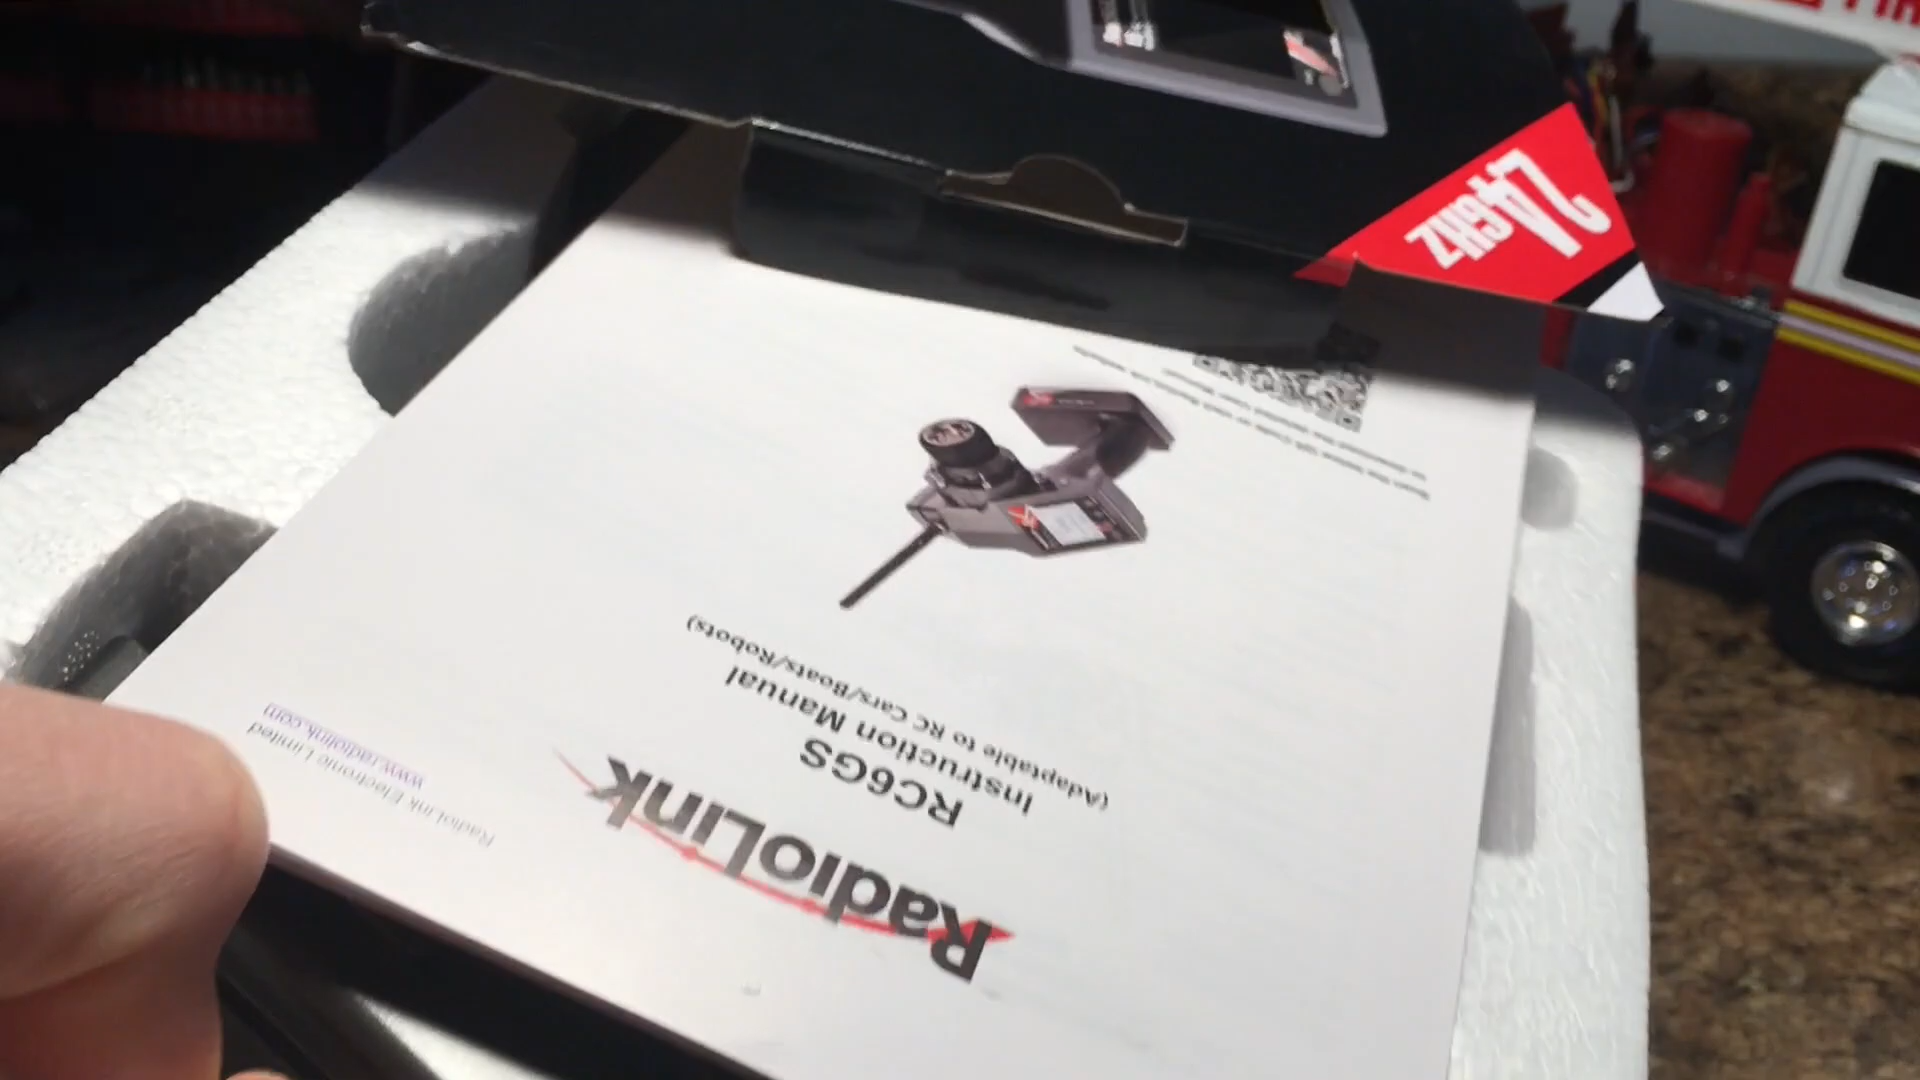 RadioLink
RC6GS
Instruction Manual
(Adaptable to RC Cars/Boats/Robots)
RadioLink Electronic Limited
www.radiolink.com
2.4GHZ